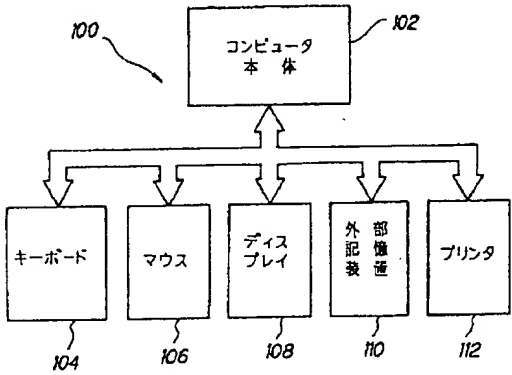 100
コンピュータ
本体
102
キーボード
マウス
ディス
プレイ
外部
記憶
装置
プリンタ
104
106
108
110
112